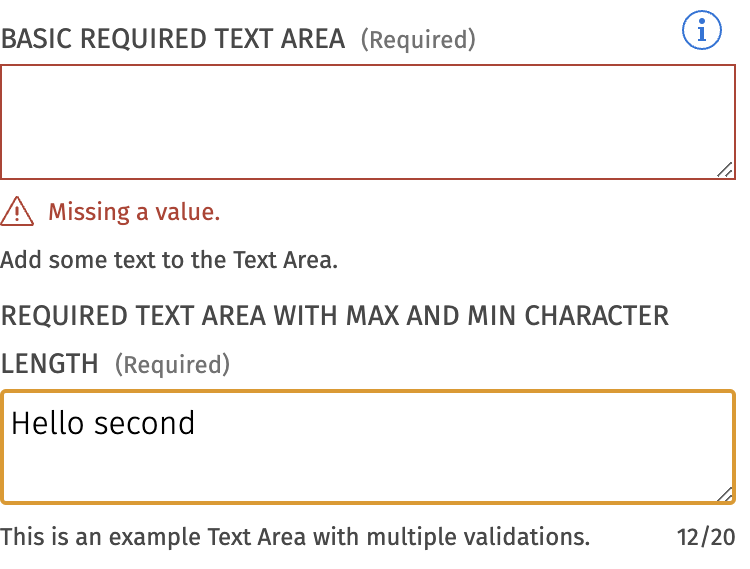 BASIC REQUIRED TEXT AREA (Required)
Missing a value.
Add some text to the Text Area.
REQUIRED TEXT AREA WITH MAX AND MIN CHARACTER
LENGTH (Required)
Hello second
This is an example Text Area with multiple validations. 12/20